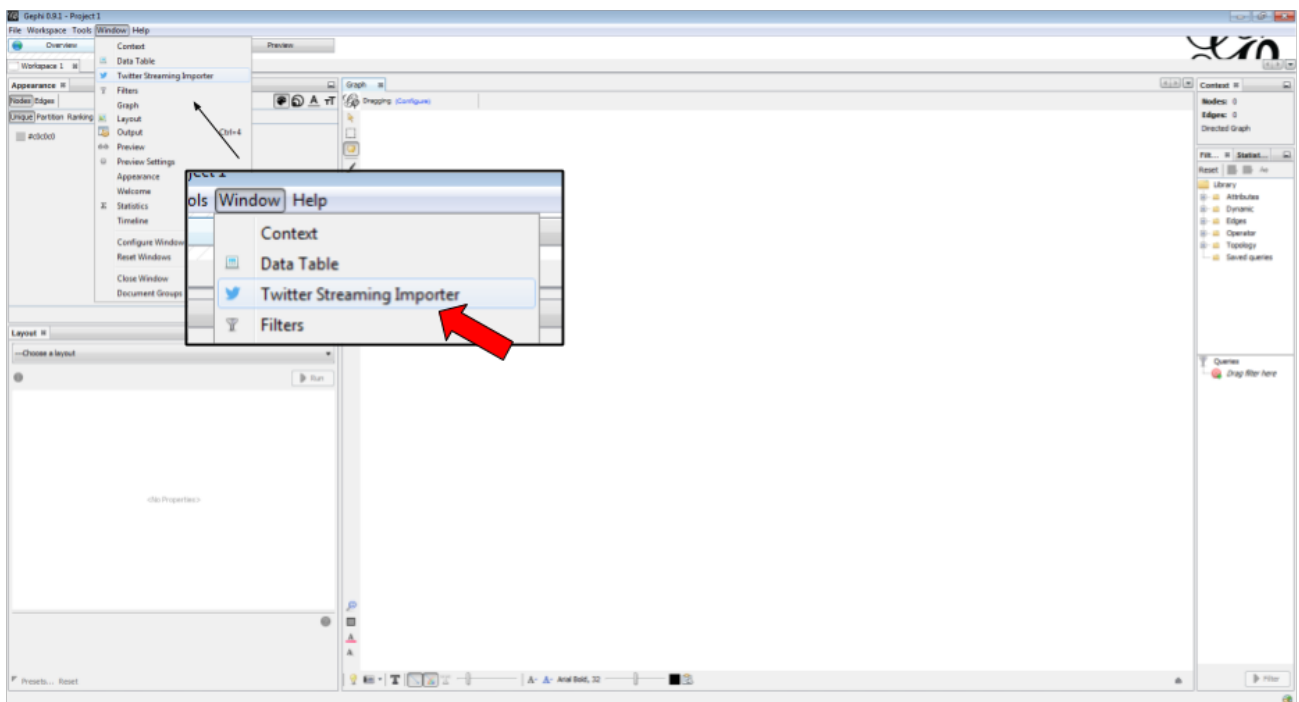 Gephi 0.9.1 - Project 1
File Workspace Tools Window Help
Overview
Preview
Workspace 1
Context
Data Table
Twitter Streaming Importer
Filters
Graph
Layout
Output Ctrl+4
Preview
Preview Settings
Appearance
Welcome
Statistics
Timeline
Configure Window
Reset Windows
Close Window
Document Groups
Appearance
Nodes Edges
Unique Partition Ranking
#c0c0c0
Layout
---Choose a layout
Run
<No Properties>
Presets... Reset
ols Window Help
Context
Data Table
Twitter Streaming Importer
Filters
Graph
Dragging (Configure)
A- A- Arial Bold, 32
Context
Nodes: 0
Edges: 0
Directed Graph
Filt... Statist...
Reset
Library
Attributes
Dynamic
Edges
Operator
Topology
Saved queries
Queries
Drag filter here
Filter